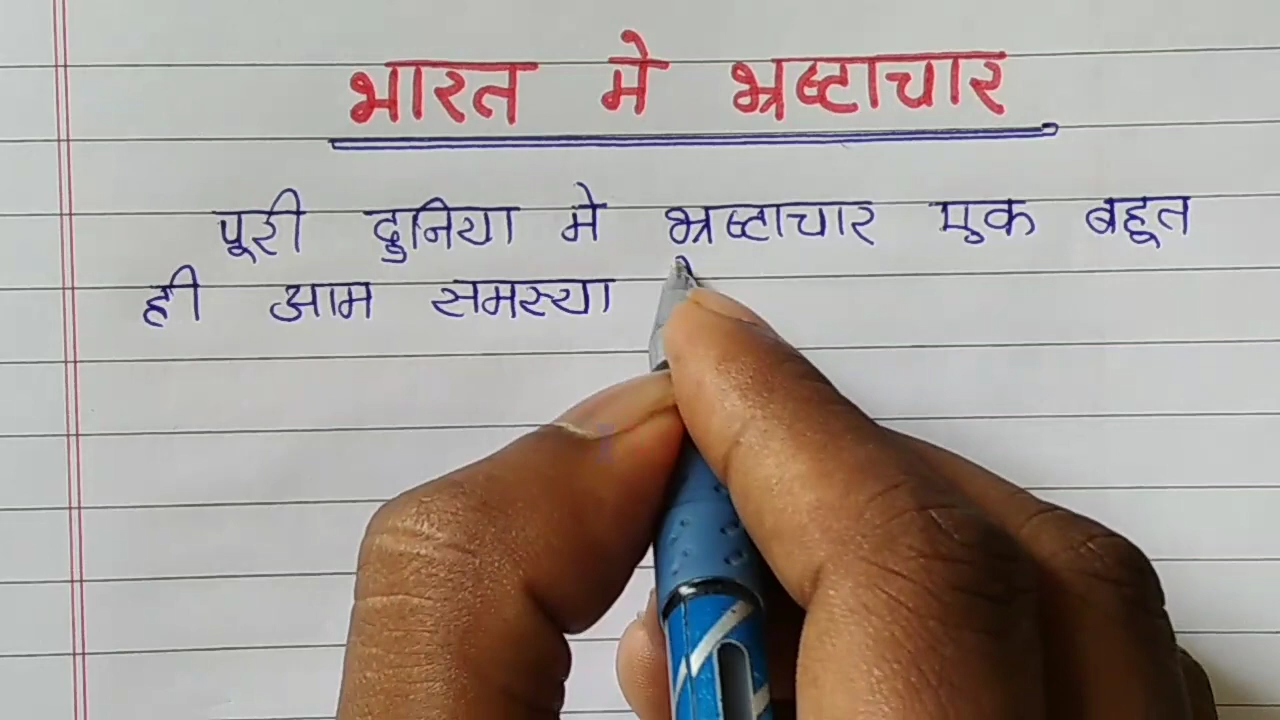 भारत मे भ्रष्टाचार
पूरी दुनिया मे भ्रष्टाचार एक बहूत
ही आम समस्या